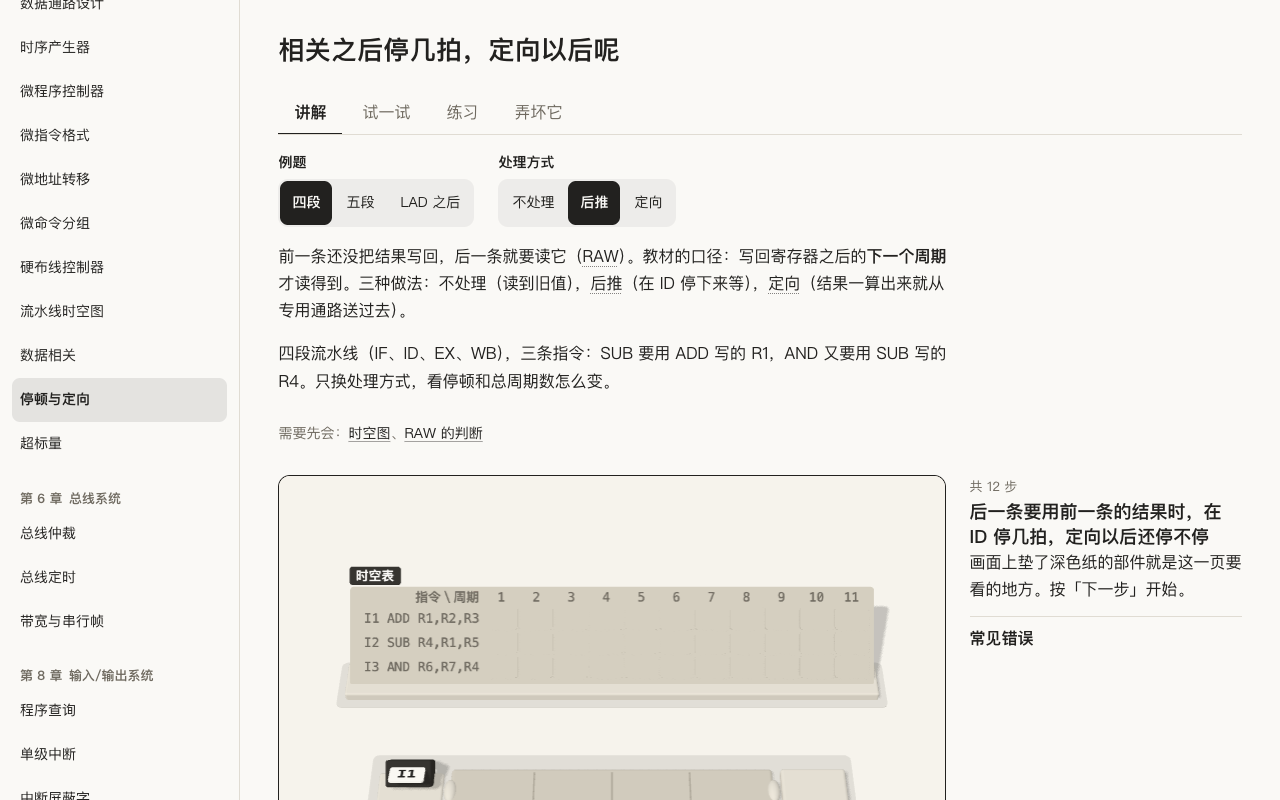 数据通路设计
时序产生器
微程序控制器
微指令格式
微地址转移
微命令分组
硬布线控制器
流水线时空图
数据相关
停顿与定向
超标量
第 6 章 总线系统
总线仲裁
总线定时
带宽与串行帧
第 8 章 输入/输出系统
程序查询
单级中断
中断屏蔽字
相关之后停几拍，定向以后呢
讲解 试一试 练习 弄坏它
例题 处理方式
四段 五段 LAD 之后 不处理 后推 定向
前一条还没把结果写回，后一条就要读它（RAW）。教材的口径：写回寄存器之后的下一个周期
才读得到。三种做法：不处理（读到旧值），后推（在 ID 停下来等），定向（结果一算出来就从
专用通路送过去）。
四段流水线（IF、ID、EX、WB），三条指令：SUB 要用 ADD 写的 R1，AND 又要用 SUB 写的
R4。只换处理方式，看停顿和总周期数怎么变。
需要先会：时空图、RAW 的判断
时空表
指令 \ 周期 1 2 3 4 5 6 7 8 9 10 11
I1 ADD R1,R2,R3
I2 SUB R4,R1,R5
I3 AND R6,R7,R4
I1
共 12 步
后一条要用前一条的结果时，在
ID 停几拍，定向以后还停不停
画面上垫了深色纸的部件就是这一页要
看的地方。按「下一步」开始。
常见错误